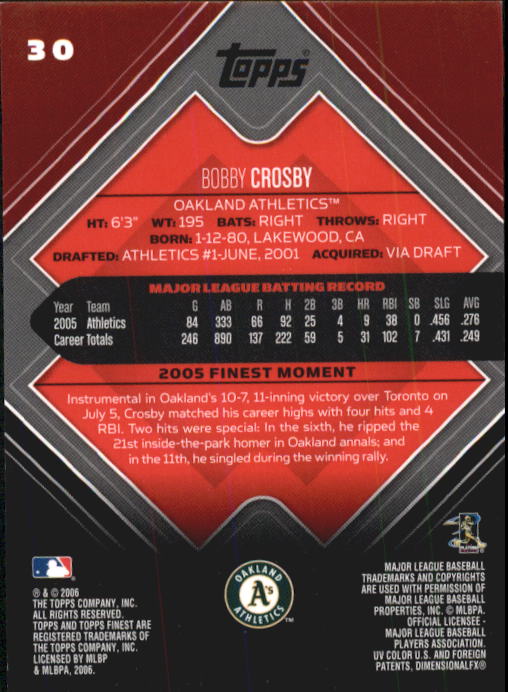 30
Topps®
BOBBY CROSBY
OAKLAND ATHLETICS™
HT: 6'3" WT: 195 BATS: RIGHT THROWS: RIGHT
BORN: 1-12-80, LAKEWOOD, CA
DRAFTED: ATHLETICS #1-JUNE, 2001 ACQUIRED: VIA DRAFT
MAJOR LEAGUE BATTING RECORD
Year Team G AB R H 2B 3B HR RBI SB SLG AVG
2005 Athletics 84 333 66 92 25 4 9 38 0 .456 .276
Career Totals 246 890 137 222 59 5 31 102 7 .431 .249
2005 FINEST MOMENT
Instrumental in Oakland's 10-7, 11-inning victory over Toronto on
July 5, Crosby matched his career highs with four hits and 4
RBI. Two hits were special: In the sixth, he ripped the
21st inside-the-park homer in Oakland annals; and
in the 11th, he singled during the winning rally.
® & © 2006
THE TOPPS COMPANY, INC.
ALL RIGHTS RESERVED.
TOPPS AND TOPPS FINEST ARE
REGISTERED TRADEMARKS OF
THE TOPPS COMPANY, INC.
LICENSED BY MLBP
& MLBPA, 2006.
OAKLAND
A's
ATHLETICS
™
PLAYERS
MAJOR LEAGUE BASEBALL
TRADEMARKS AND COPYRIGHTS
ARE USED WITH PERMISSION OF
MAJOR LEAGUE BASEBALL
PROPERTIES, INC. © MLBPA.
OFFICIAL LICENSEE -
MAJOR LEAGUE BASEBALL
PLAYERS ASSOCIATION.
UV COLOR U.S. AND FOREIGN
PATENTS, DIMENSIONALFX®